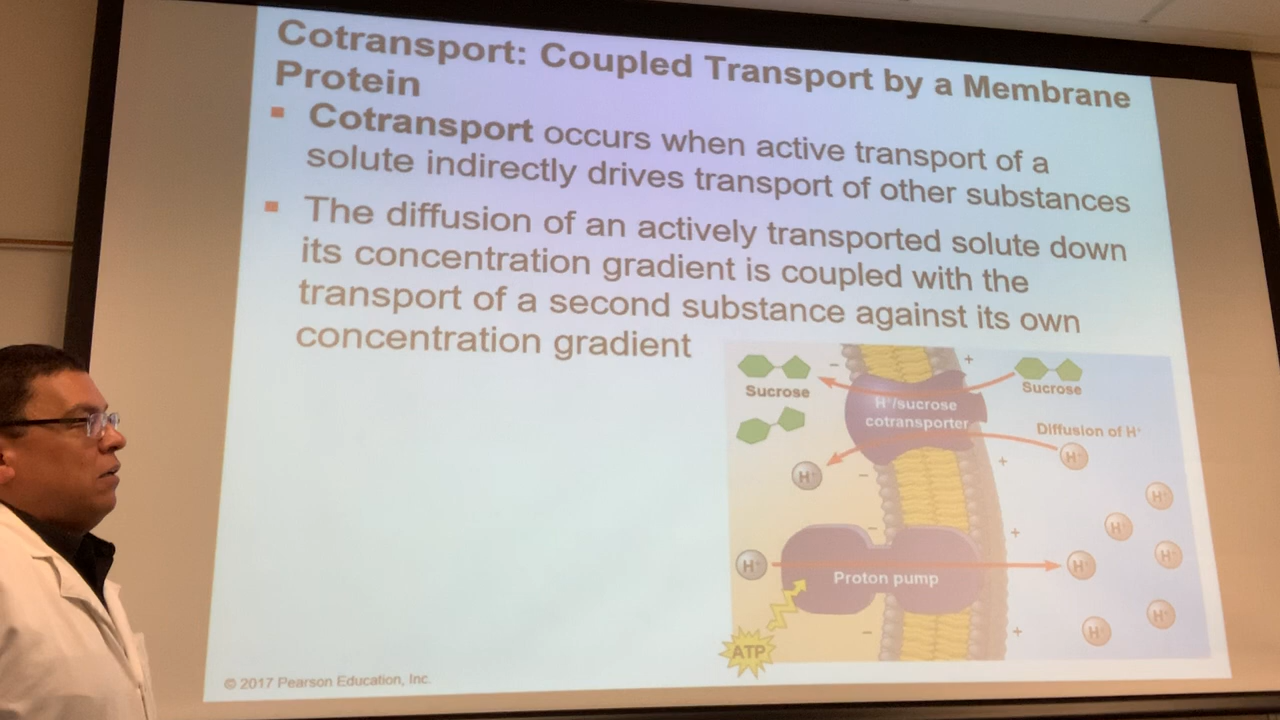 Cotransport: Coupled Transport by a Membrane
Protein
▪ Cotransport occurs when active transport of a
solute indirectly drives transport of other substances
▪ The diffusion of an actively transported solute down
its concentration gradient is coupled with the
transport of a second substance against its own
concentration gradient
− +
Sucrose
Sucrose
H⁺/sucrose
cotransporter
Diffusion of H⁺
H⁺
H⁺
− +
H⁺
H⁺
− +
H⁺
H⁺
H⁺
Proton pump
H⁺
H⁺
− +
ATP
© 2017 Pearson Education, Inc.